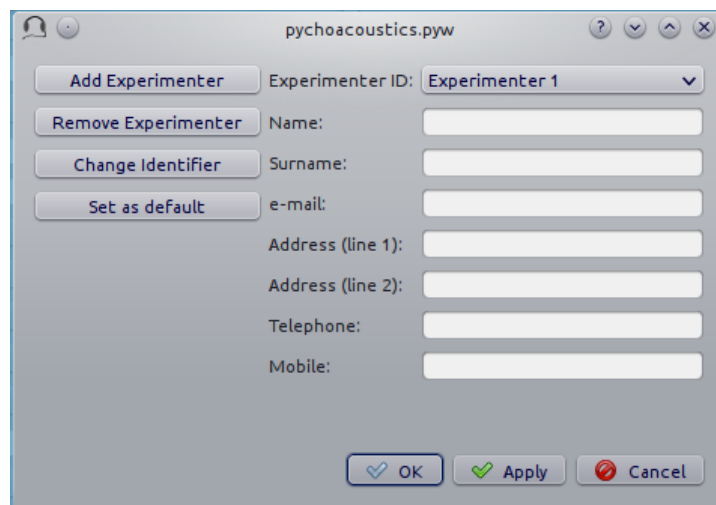 pychoacoustics.pyw
Add Experimenter
Experimenter ID: Experimenter 1
Remove Experimenter
Name:
Change Identifier
Surname:
Set as default
e-mail:
Address (line 1):
Address (line 2):
Telephone:
Mobile:
OK Apply Cancel